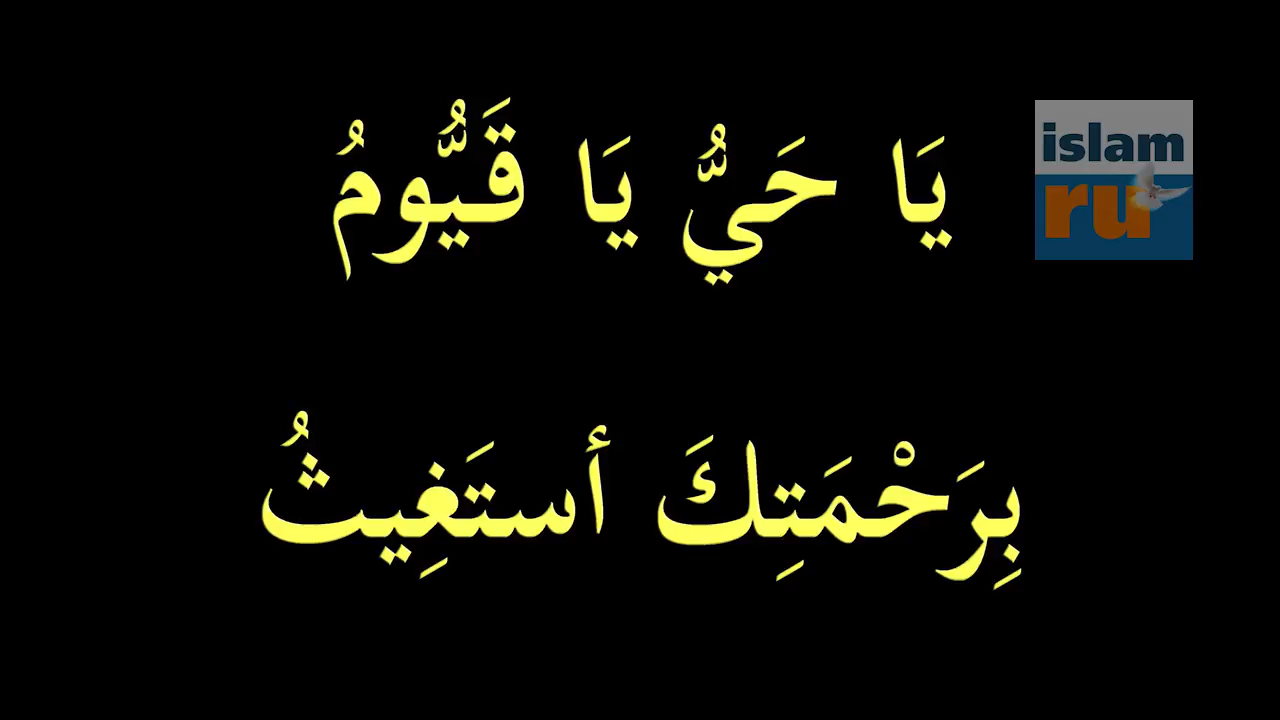 يَا حَيُّ يَا قَيُّومُ
islam
ru
بِرَحْمَتِكَ أستَغِيثُ